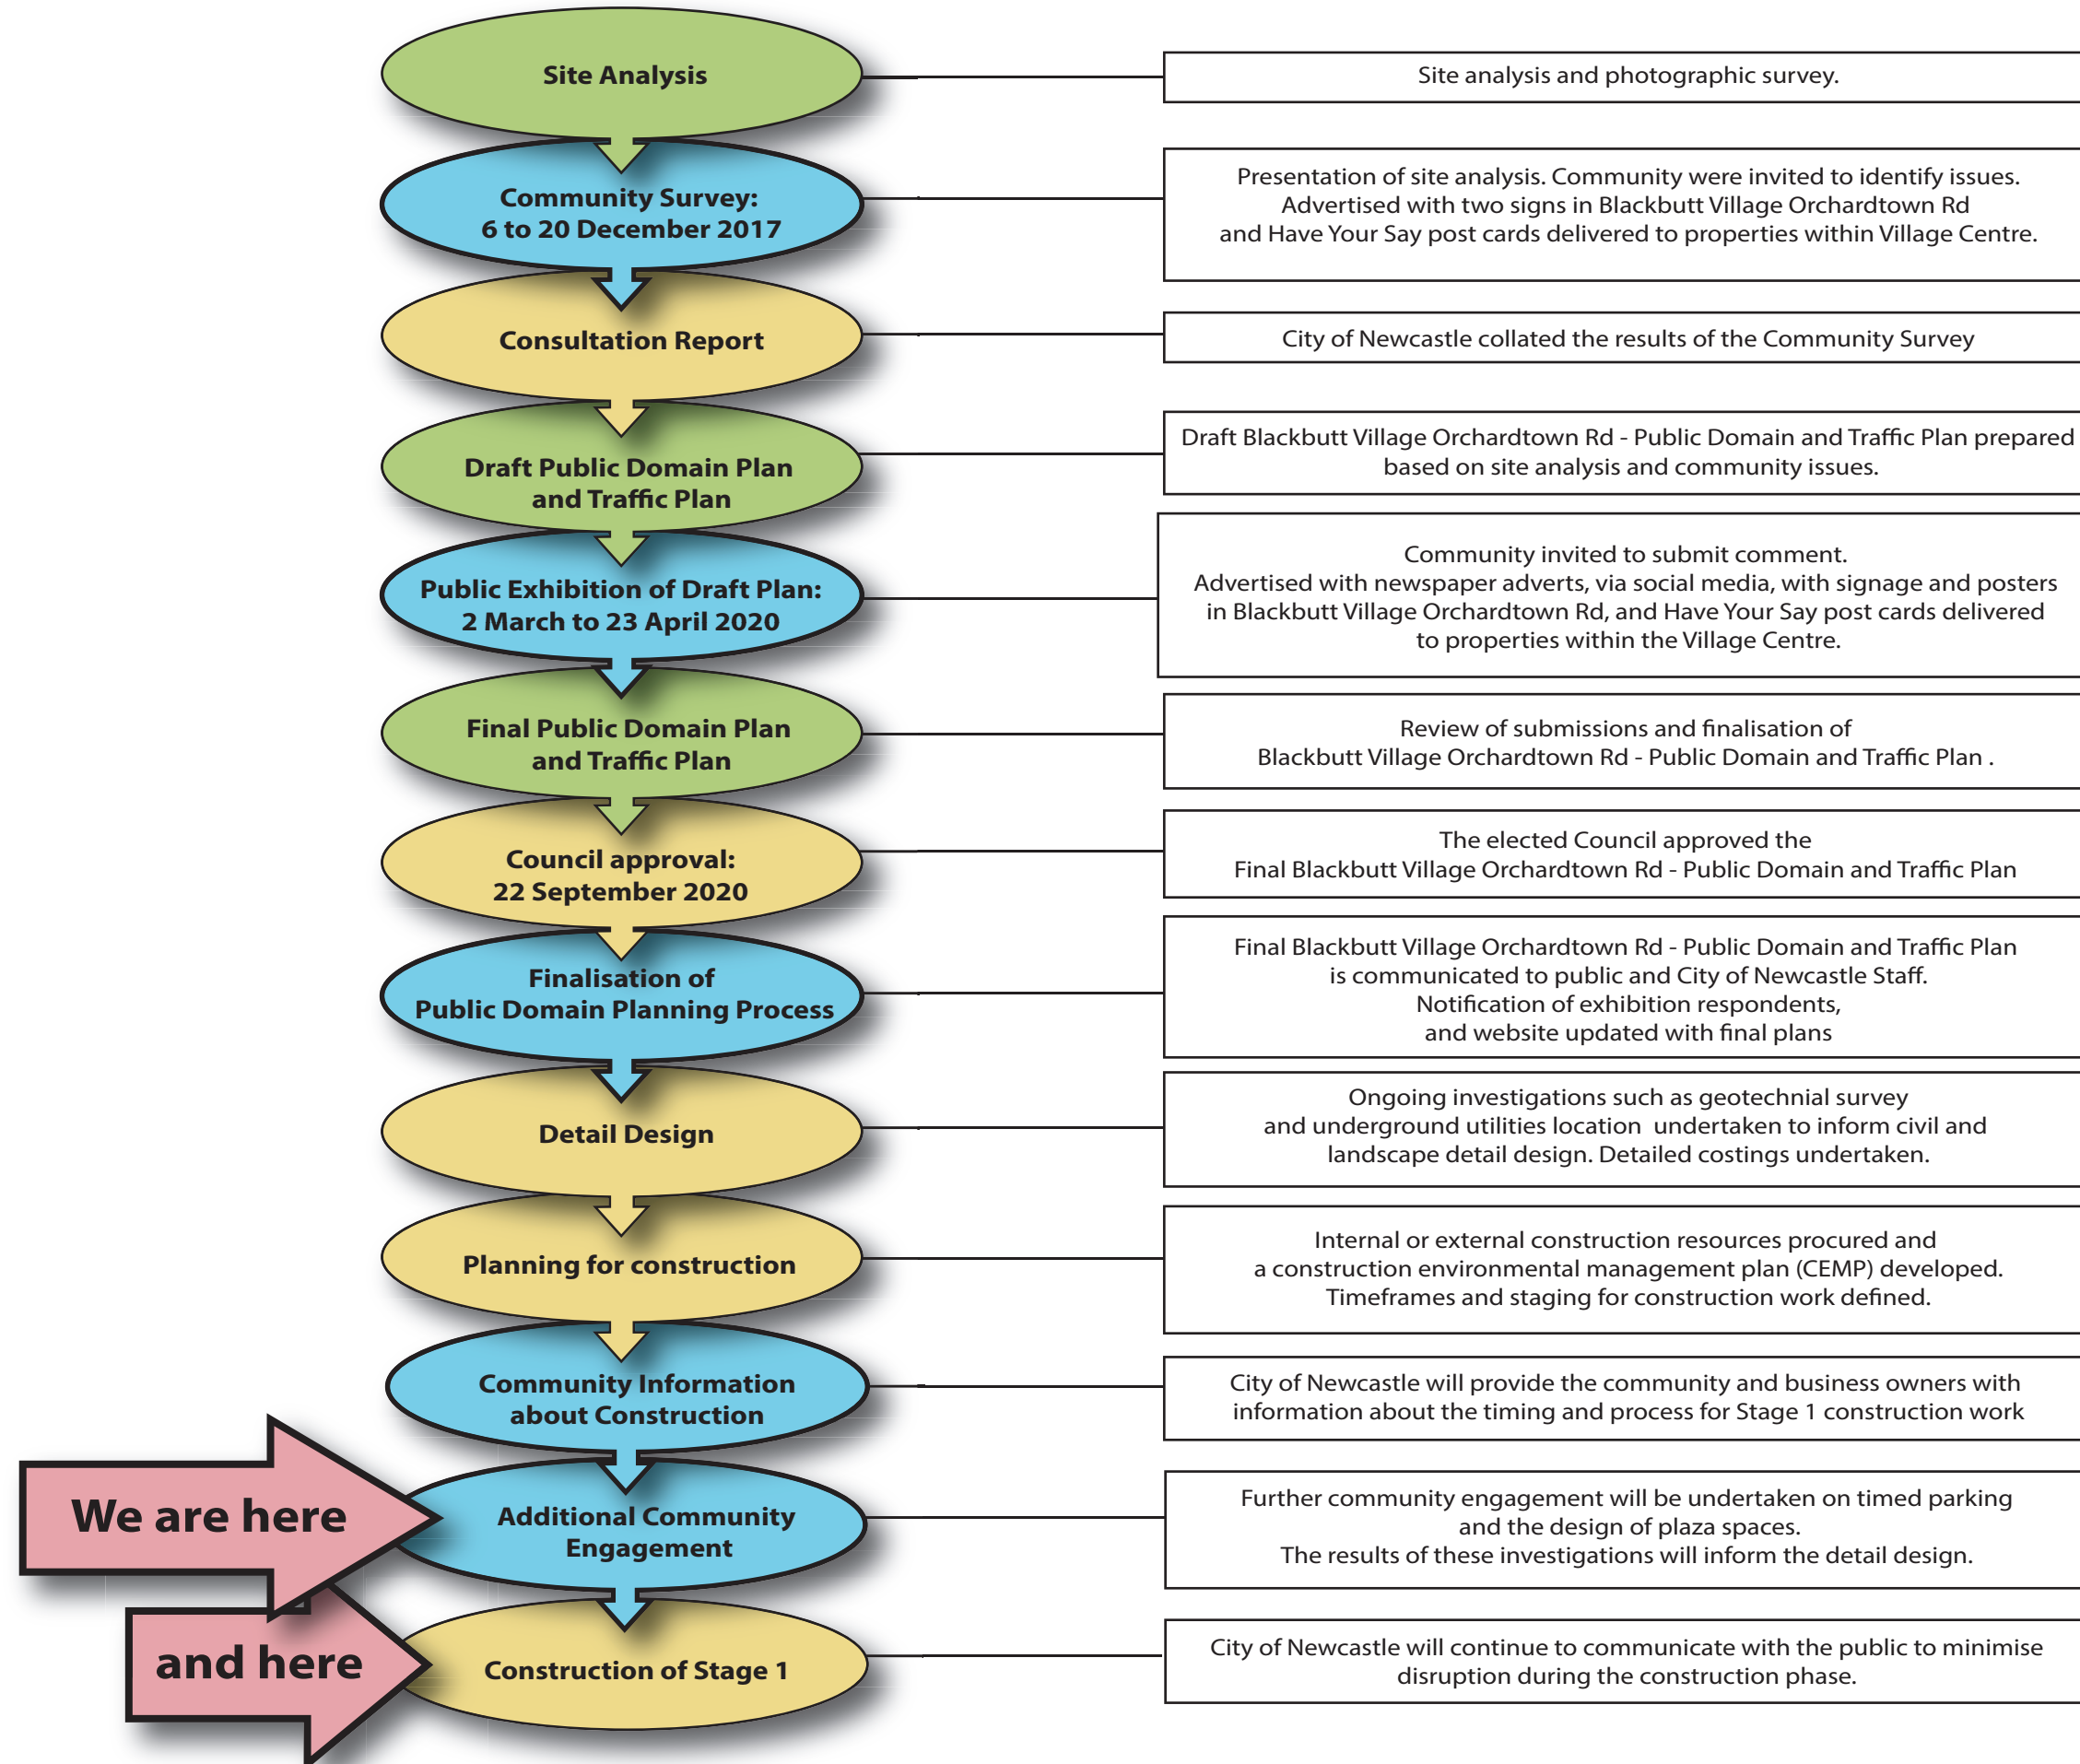 Site Analysis
Site analysis and photographic survey.
Community Survey:
6 to 20 December 2017
Presentation of site analysis. Community were invited to identify issues.
Advertised with two signs in Blackbutt Village Orchardtown Rd
and Have Your Say post cards delivered to properties within Village Centre.
Consultation Report
City of Newcastle collated the results of the Community Survey
Draft Public Domain Plan
and Traffic Plan
Draft Blackbutt Village Orchardtown Rd - Public Domain and Traffic Plan prepared
based on site analysis and community issues.
Public Exhibition of Draft Plan:
2 March to 23 April 2020
Community invited to submit comment.
Advertised with newspaper adverts, via social media, with signage and posters
in Blackbutt Village Orchardtown Rd, and Have Your Say post cards delivered
to properties within the Village Centre.
Final Public Domain Plan
and Traffic Plan
Review of submissions and finalisation of
Blackbutt Village Orchardtown Rd - Public Domain and Traffic Plan .
Council approval:
22 September 2020
The elected Council approved the
Final Blackbutt Village Orchardtown Rd - Public Domain and Traffic Plan
Finalisation of
Public Domain Planning Process
Final Blackbutt Village Orchardtown Rd - Public Domain and Traffic Plan
is communicated to public and City of Newcastle Staff.
Notification of exhibition respondents,
and website updated with final plans
Detail Design
Ongoing investigations such as geotechnial survey
and underground utilities location undertaken to inform civil and
landscape detail design. Detailed costings undertaken.
Planning for construction
Internal or external construction resources procured and
a construction environmental management plan (CEMP) developed.
Timeframes and staging for construction work defined.
Community Information
about Construction
City of Newcastle will provide the community and business owners with
information about the timing and process for Stage 1 construction work
We are here
Additional Community
Engagement
Further community engagement will be undertaken on timed parking
and the design of plaza spaces.
The results of these investigations will inform the detail design.
and here
Construction of Stage 1
City of Newcastle will continue to communicate with the public to minimise
disruption during the construction phase.